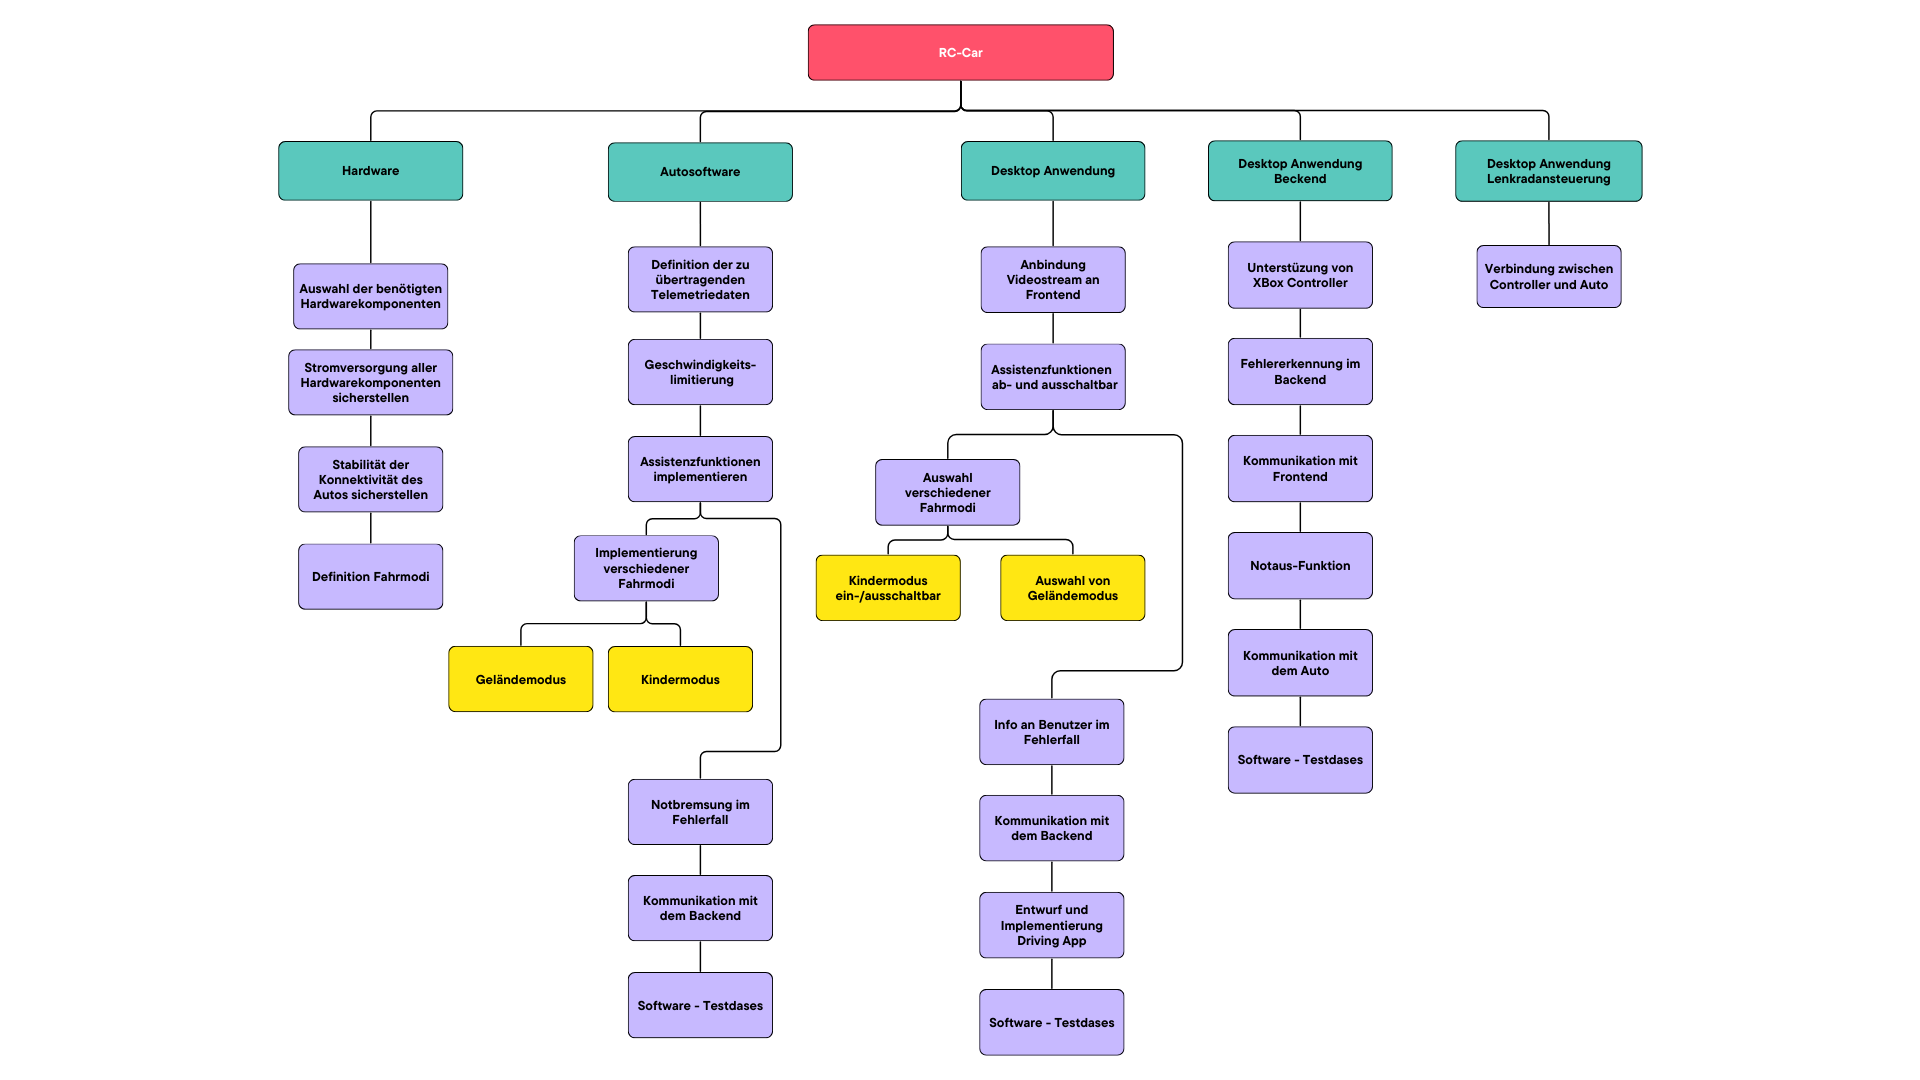 RC-Car
Hardware
Auswahl der benötigten
Hardwarekomponenten
Stromversorgung aller
Hardwarekomponenten
sicherstellen
Stabilität der
Konnektivität des
Autos sicherstellen
Definition Fahrmodi
Autosoftware
Definition der zu
übertragenden
Telemetriedaten
Geschwindigkeits-
limitierung
Assistenzfunktionen
implementieren
Implementierung
verschiedener
Fahrmodi
Geländemodus
Kindermodus
Notbremsung im
Fehlerfall
Kommunikation mit
dem Backend
Software - Testdases
Desktop Anwendung
Anbindung
Videostream an
Frontend
Assistenzfunktionen
ab- und ausschaltbar
Auswahl
verschiedener
Fahrmodi
Kindermodus
ein-/ausschaltbar
Auswahl von
Geländemodus
Info an Benutzer im
Fehlerfall
Kommunikation mit
dem Backend
Entwurf und
Implementierung
Driving App
Software - Testdases
Desktop Anwendung
Beckend
Unterstüzung von
XBox Controller
Fehlererkennung im
Backend
Kommunikation mit
Frontend
Notaus-Funktion
Kommunikation mit
dem Auto
Software - Testdases
Desktop Anwendung
Lenkradansteuerung
Verbindung zwischen
Controller und Auto